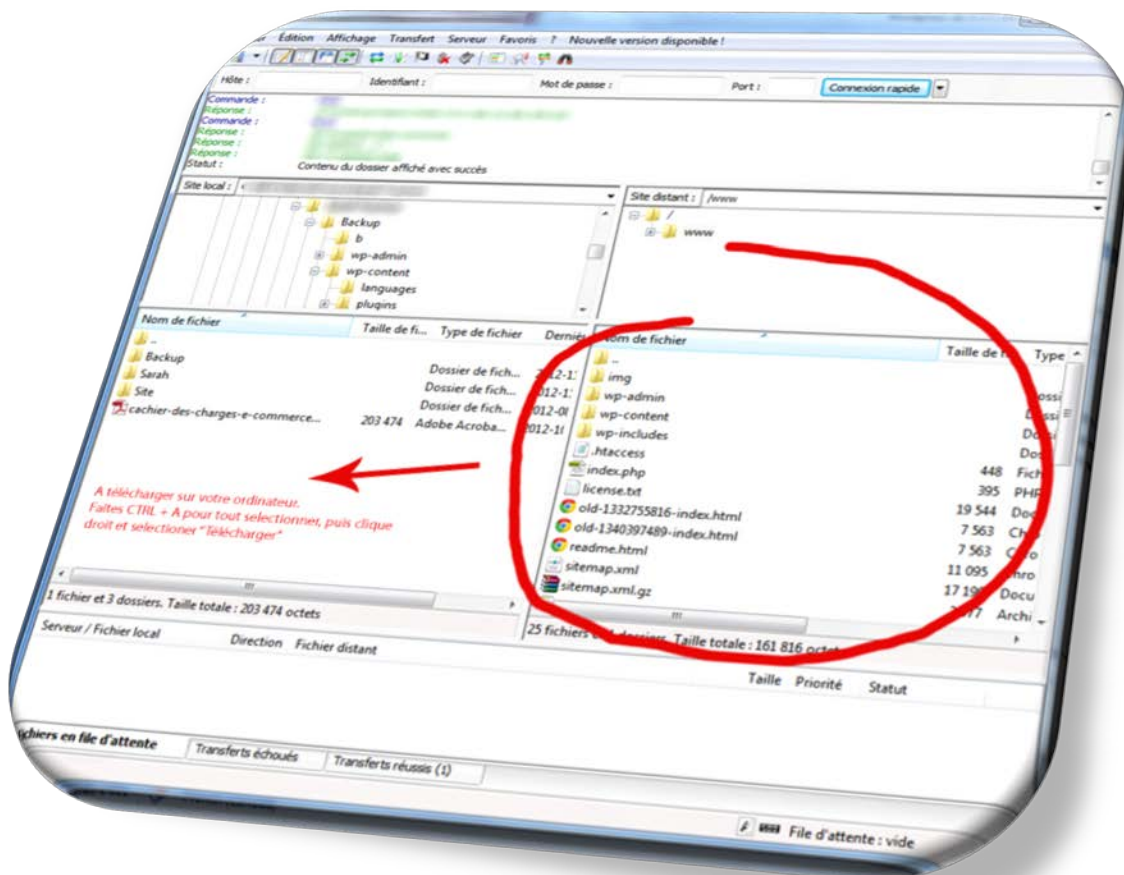 Edition Affichage Transfert Serveur Favoris ? Nouvelle version disponible !
Hôte : Identifiant : Mot de passe : Port : Connexion rapide
Commande :
Réponse :
Commande :
Réponse :
Réponse :
Réponse :
Statut : Contenu du dossier affiché avec succès
Site local : Site distant : /www
/
www
Backup
b
wp-admin
wp-content
languages
plugins
Nom de fichier Taille de fi... Type de fichier
..
Backup Dossier de fich...
Sarah Dossier de fich...
Site Dossier de fich...
cachier-des-charges-e-commerce... 203 474 Adobe Acroba...
Nom de fichier Taille de Type
..
img
wp-admin
wp-content
wp-includes
.htaccess 448
index.php 395 PHP
license.txt 19 544
old-1332755816-index.html 7 563
old-1340397489-index.html 7 563
readme.html 11 095
sitemap.xml
sitemap.xml.gz Archi
A télécharger sur votre ordinateur.
Faites CTRL + A pour tout selectionner, puis clique
droit et selectioner "Télécharger"
1 fichier et 3 dossiers. Taille totale : 203 474 octets
25 fichiers dossiers. Taille totale : 161 816
Serveur / Fichier local Direction Fichier distant Taille Priorité Statut
en file d'attente Transferts échoués Transferts réussis (1)
File d'attente : vide